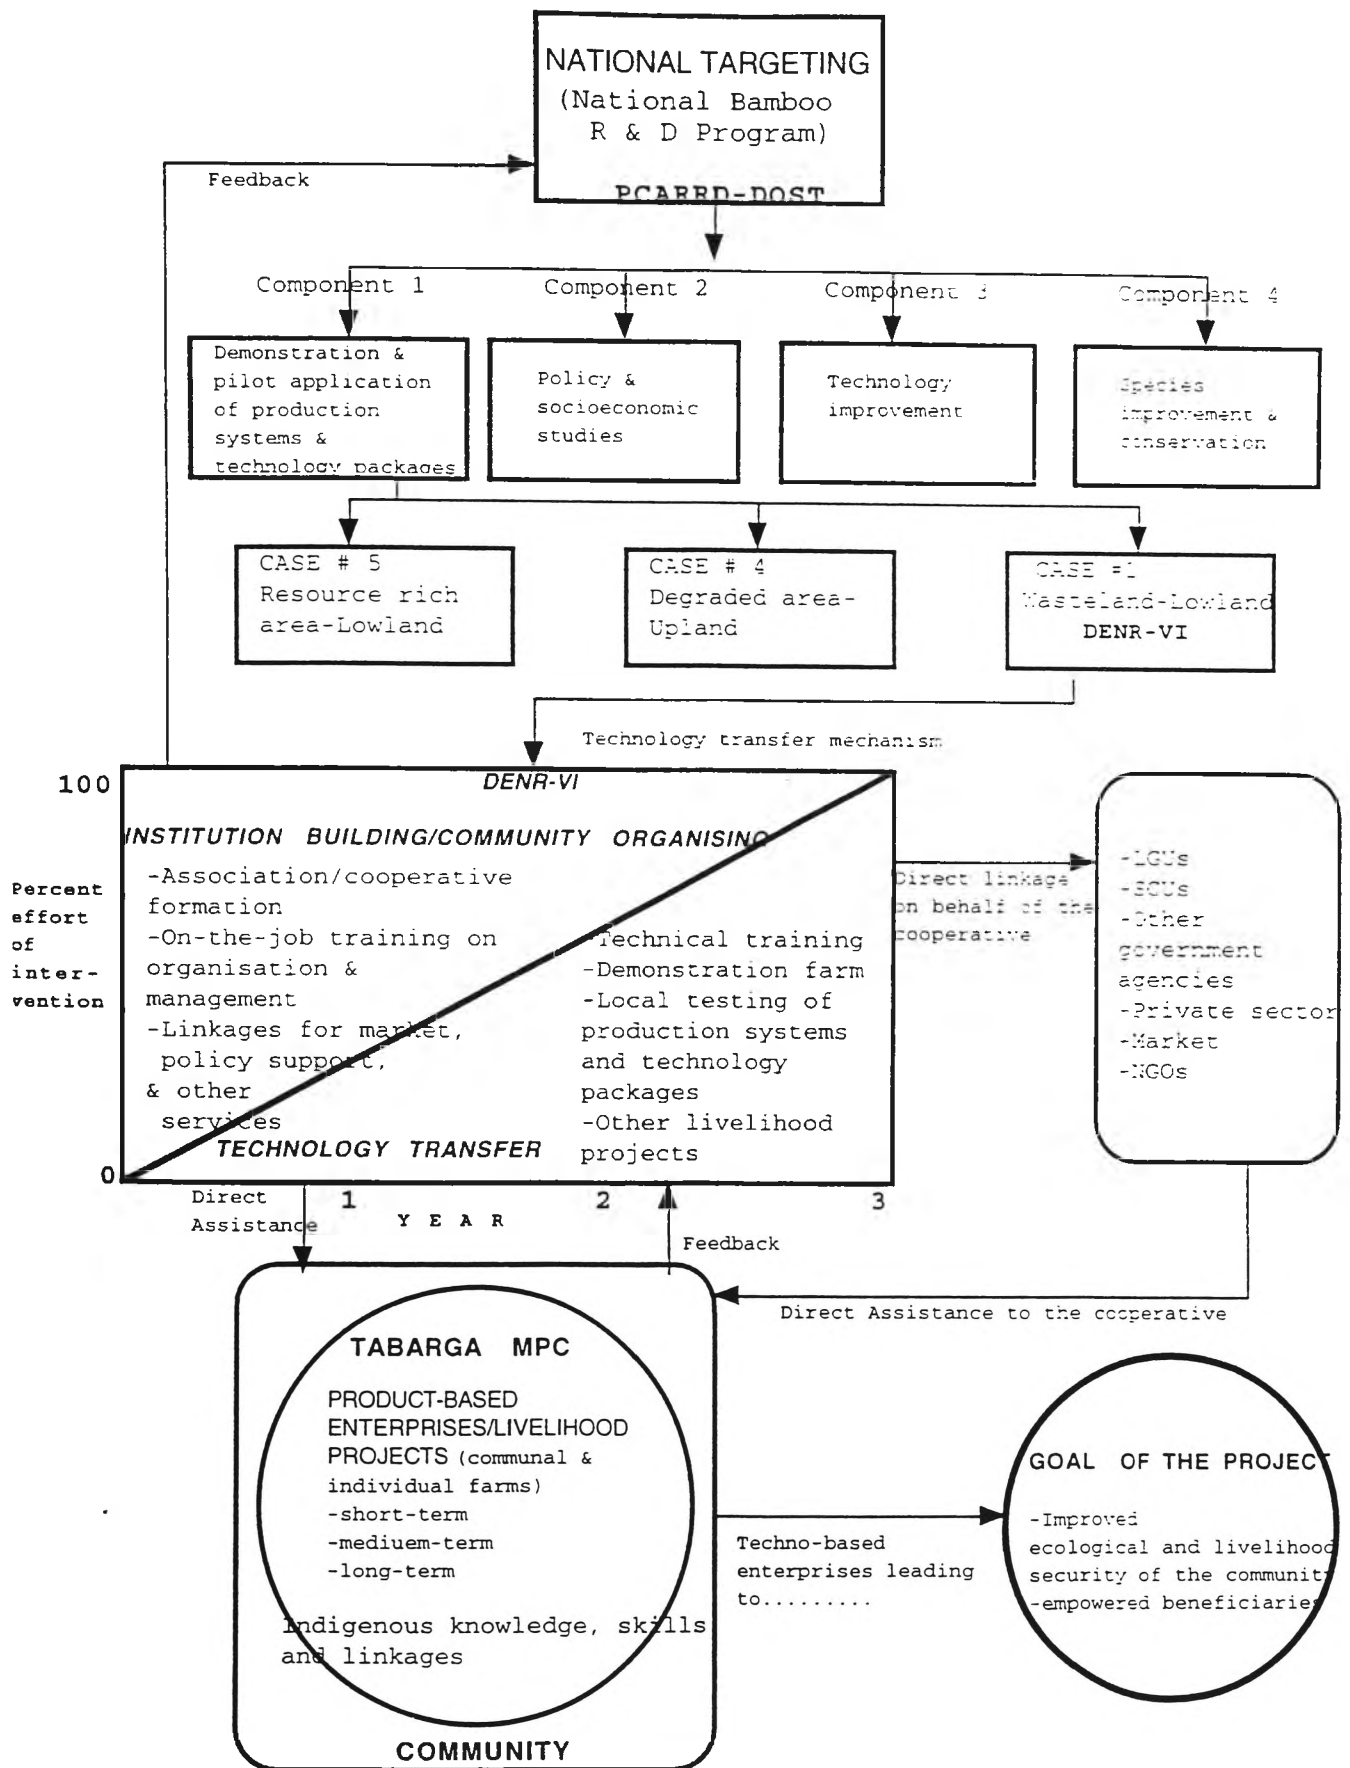 NATIONAL TARGETING
(National Bamboo
R & D Program)
PCARRD-DOST
Feedback
Component 1
Component 2
Component 3
Component 4
Demonstration &
pilot application
of production
systems &
technology packages
Policy &
socioeconomic
studies
Technology
improvement
Species
improvement &
conservation
CASE # 5
Resource rich
area-Lowland
CASE # 4
Degraded area-
Upland
CASE #1
Wasteland-Lowland
DENR-VI
Technology transfer mechanism
100
DENR-VI
INSTITUTION BUILDING/COMMUNITY ORGANISING
Percent
effort
of
inter-
vention
-Association/cooperative
formation
-On-the-job training on
organisation &
management
-Linkages for market,
policy support,
& other
services
-Technical training
-Demonstration farm
-Local testing of
production systems
and technology
packages
-Other livelihood
projects
TECHNOLOGY TRANSFER
0
1
2
3
Y E A R
Direct linkage
on behalf of the
cooperative
-LGUs
-SCUs
-Other
government
agencies
-Private sector
-Market
-NGOs
Direct
Assistance
Feedback
Direct Assistance to the cooperative
TABARGA MPC
PRODUCT-BASED
ENTERPRISES/LIVELIHOOD
PROJECTS (communal &
individual farms)
-short-term
-mediuem-term
-long-term
Indigenous knowledge, skills
and linkages
COMMUNITY
Techno-based
enterprises leading
to.........
GOAL OF THE PROJECT
-Improved
ecological and livelihood
security of the community
-empowered beneficiaries